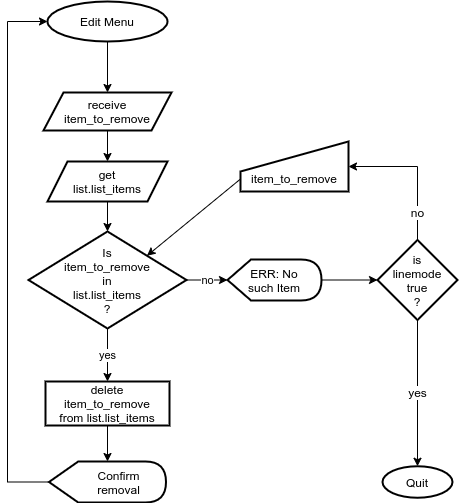 Edit Menu
receive
item_to_remove
get
list.list_items
item_to_remove
no
Is
item_to_remove
in
list.list_items
?
no
ERR: No
such Item
is
linemode
true
?
yes
yes
delete
item_to_remove
from list.list_items
Confirm
removal
Quit